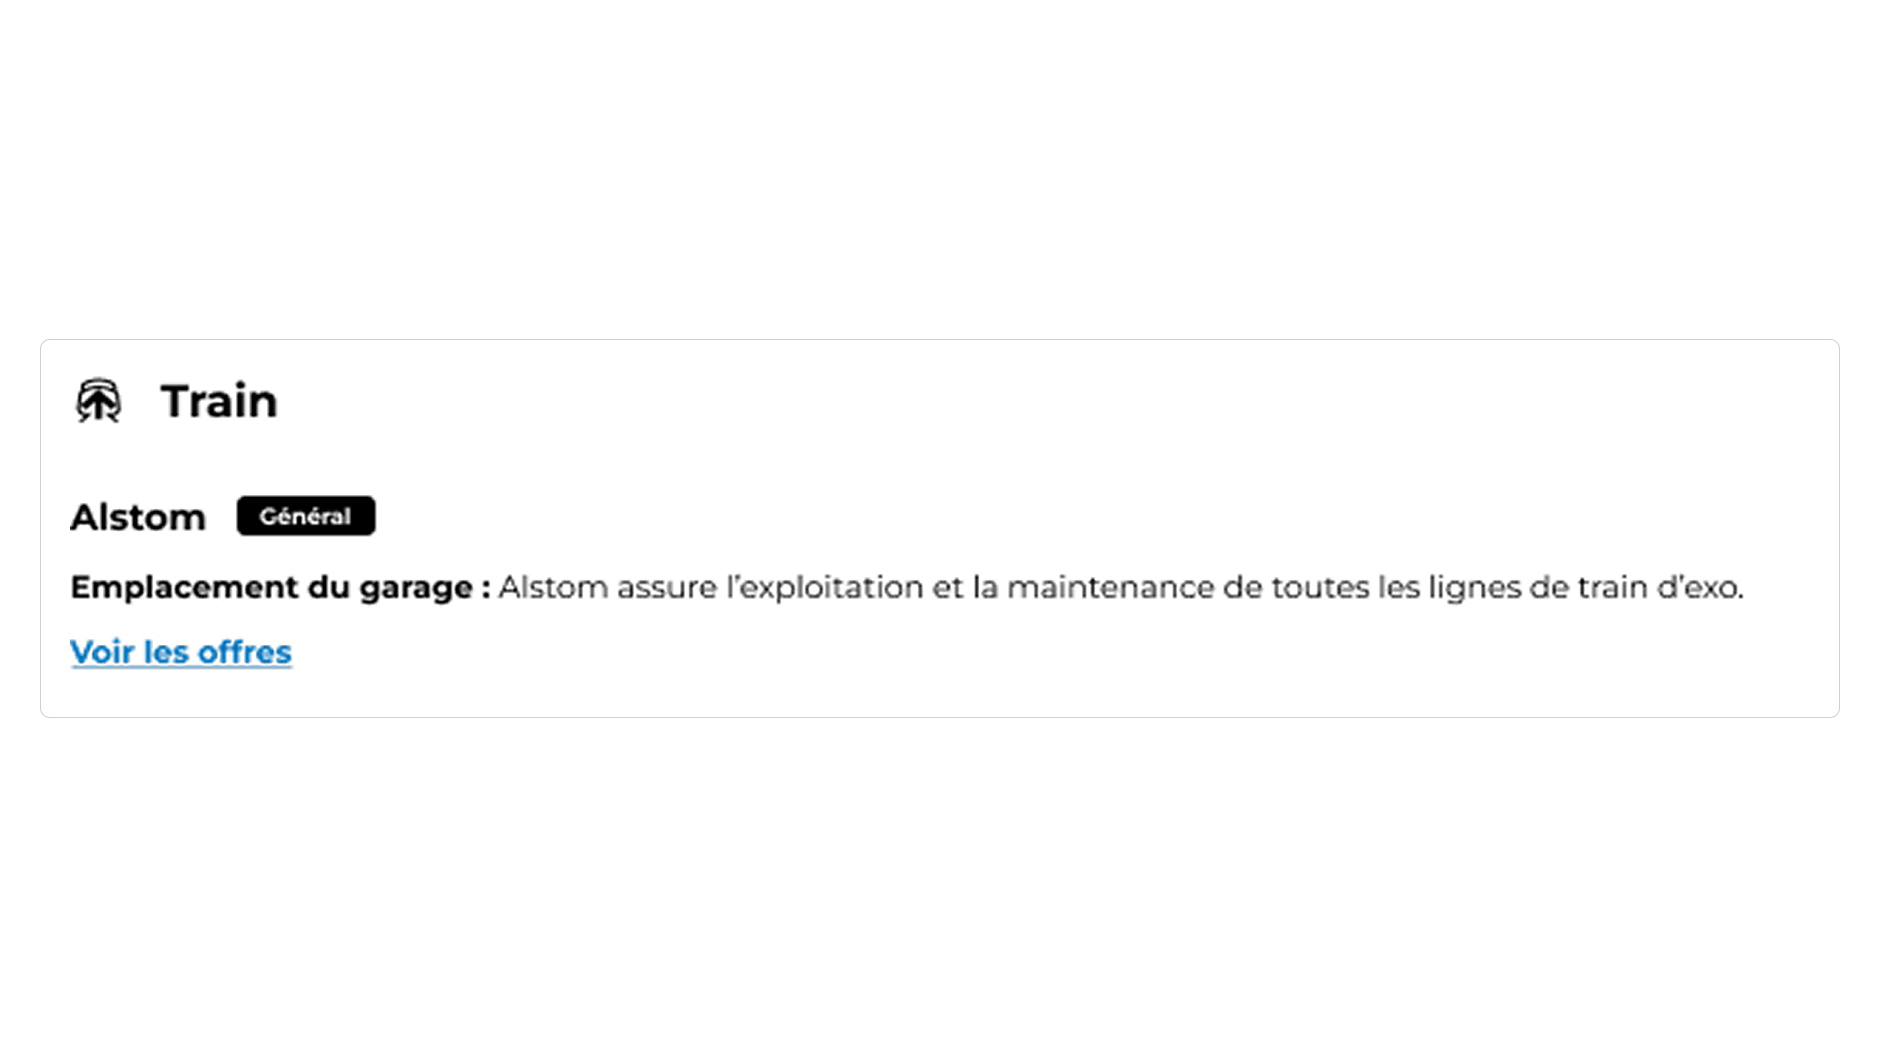 Train
Alstom Général
Emplacement du garage : Alstom assure l’exploitation et la maintenance de toutes les lignes de train d’exo.
Voir les offres